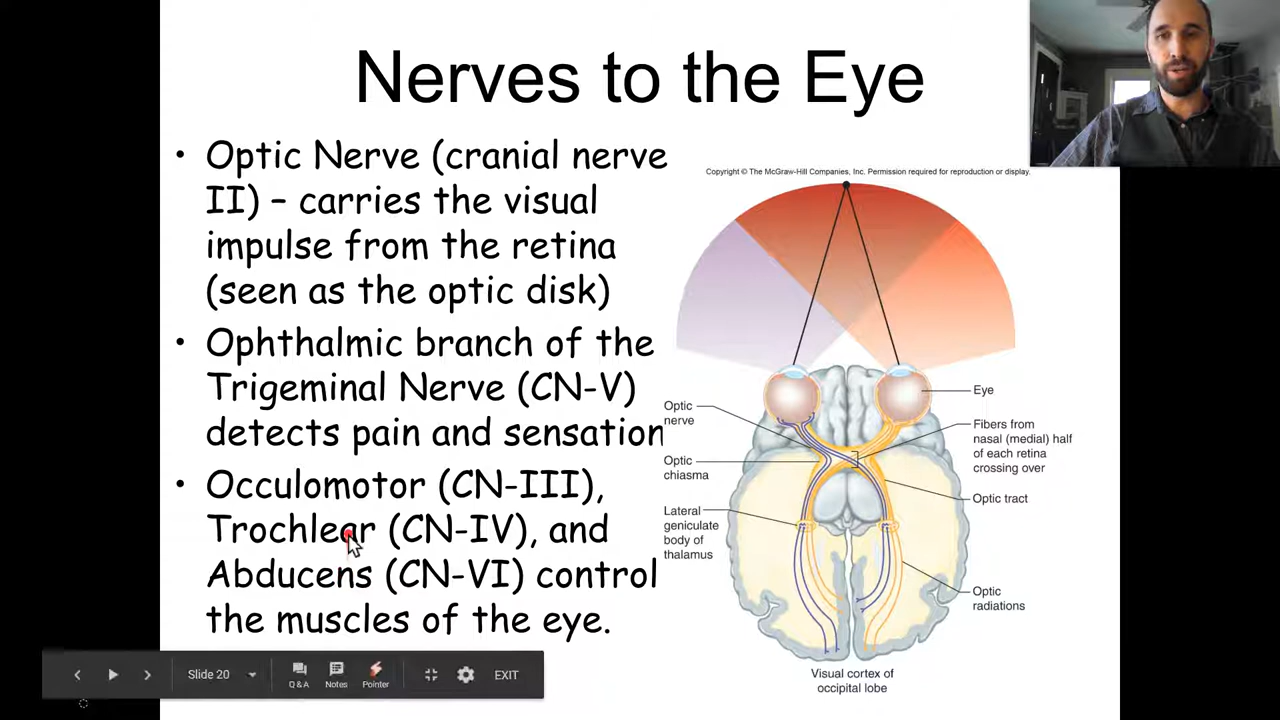 Nerves to the Eye
• Optic Nerve (cranial nerve
II) – carries the visual
impulse from the retina
(seen as the optic disk)
• Ophthalmic branch of the
Trigeminal Nerve (CN-V)
detects pain and sensation
• Occulomotor (CN-III),
Trochlear (CN-IV), and
Abducens (CN-VI) control
the muscles of the eye.
Copyright © The McGraw-Hill Companies, Inc. Permission required for reproduction or display.
Optic
nerve
Optic
chiasma
Lateral
geniculate
body of
thalamus
Eye
Fibers from
nasal (medial) half
of each retina
crossing over
Optic tract
Optic
radiations
Visual cortex of
occipital lobe
Slide 20
Q & A
Notes
Pointer
EXIT